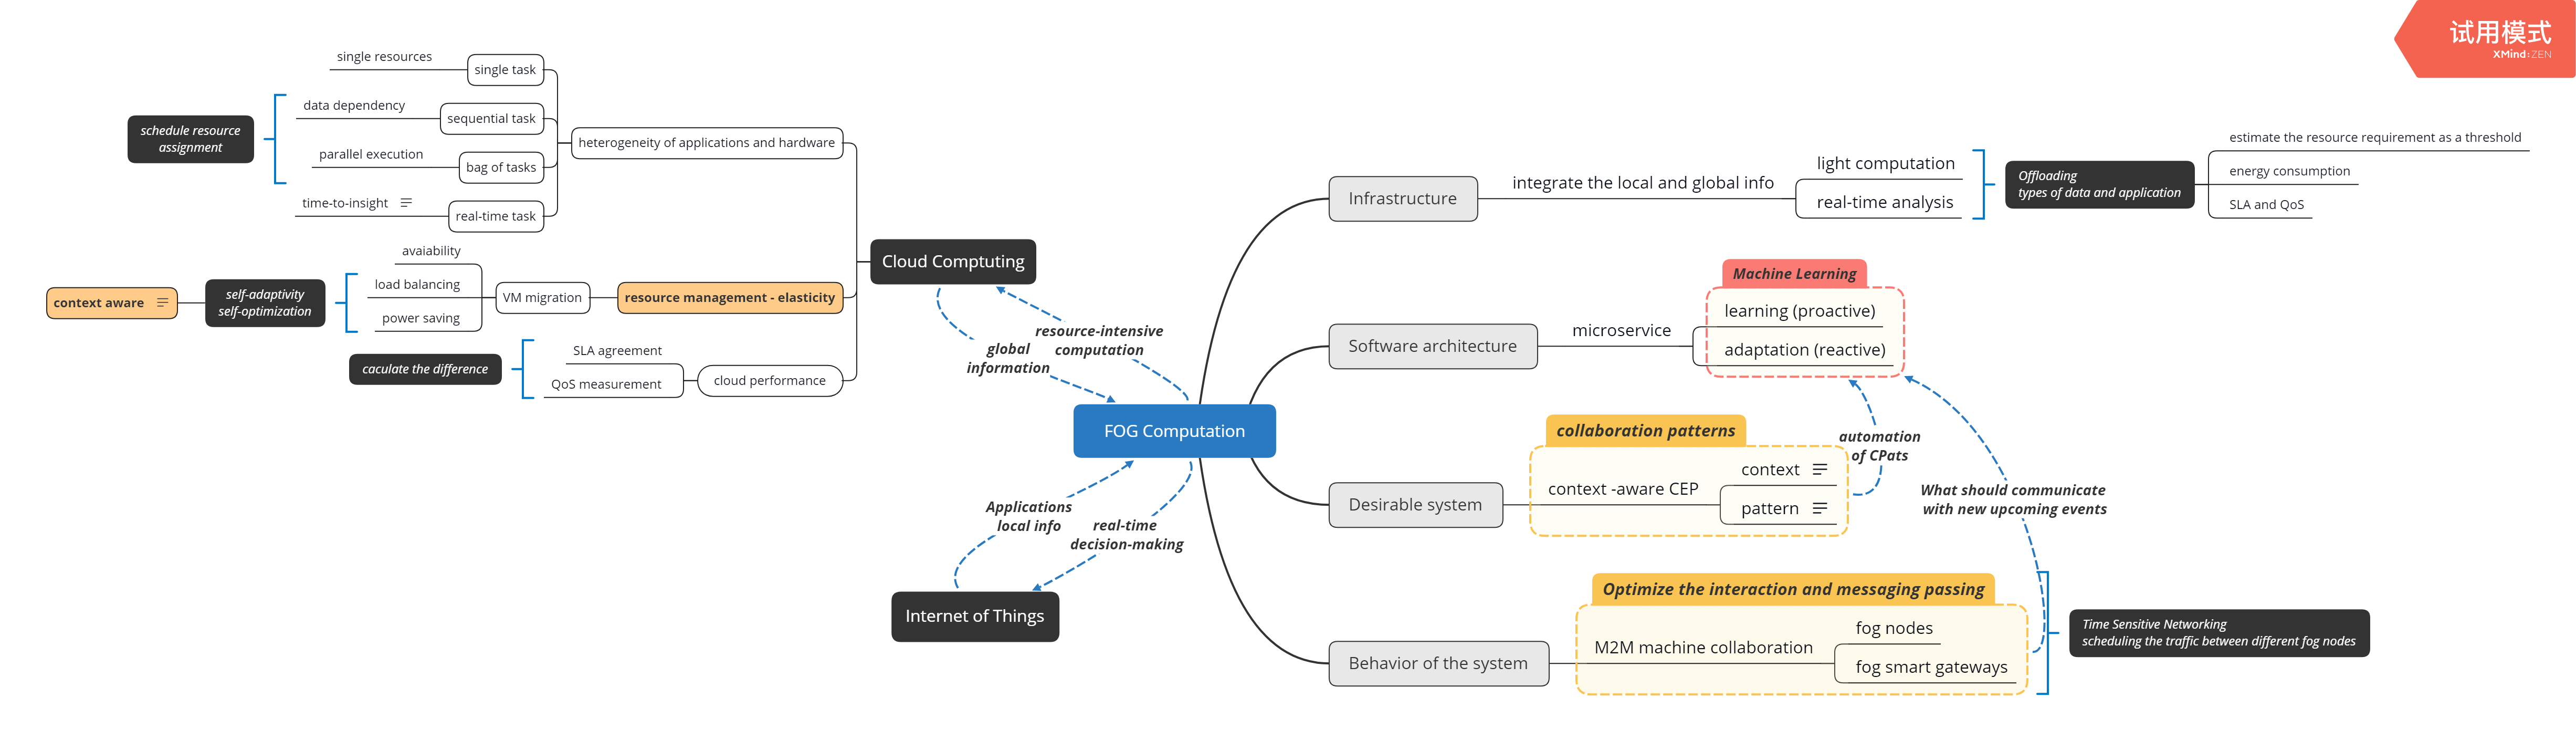 试用模式
XMind:ZEN
single resources
single task
data dependency
sequential task
schedule resource
assignment
parallel execution
bag of tasks
time-to-insight
real-time task
heterogeneity of applications and hardware
avaiability
load balancing
power saving
VM migration
resource management - elasticity
context aware
self-adaptivity
self-optimization
SLA agreement
QoS measurement
cloud performance
caculate the difference
Cloud Comptuting
resource-intensive
computation
global
information
FOG Computation
Applications
local info
real-time
decision-making
Internet of Things
Infrastructure
integrate the local and global info
light computation
real-time analysis
Offloading
types of data and application
estimate the resource requirement as a threshold
energy consumption
SLA and QoS
Software architecture
microservice
Machine Learning
learning (proactive)
adaptation (reactive)
Desirable system
collaboration patterns
context -aware CEP
context
pattern
automation
of CPats
What should communicate
with new upcoming events
Behavior of the system
Optimize the interaction and messaging passing
M2M machine collaboration
fog nodes
fog smart gateways
Time Sensitive Networking
scheduling the traffic between different fog nodes